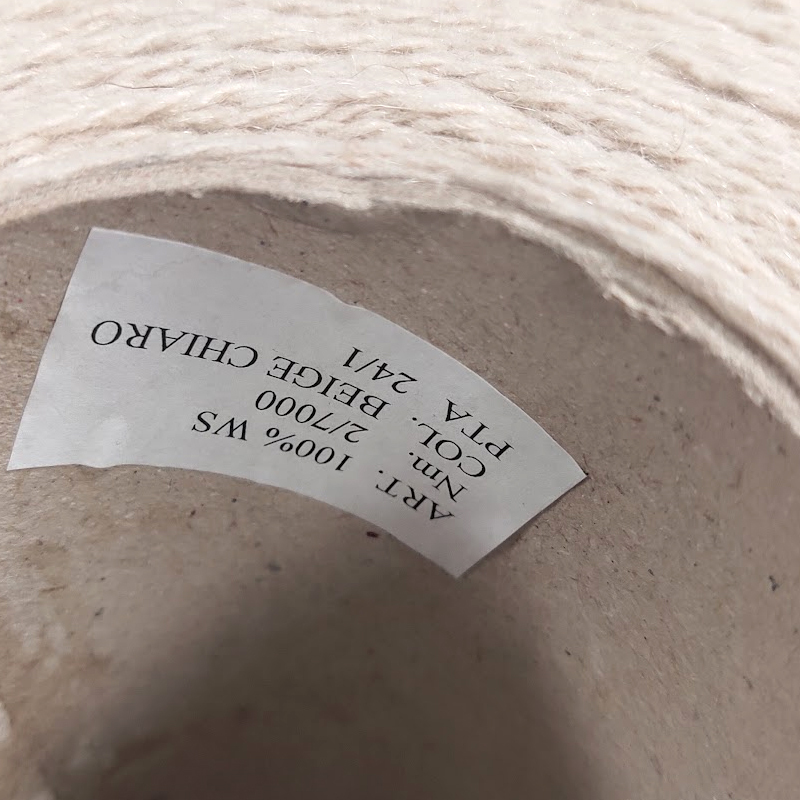 ART. 100% WS
Nm. 2/7000
COL. BEIGE CHIARO
PTA 24/1